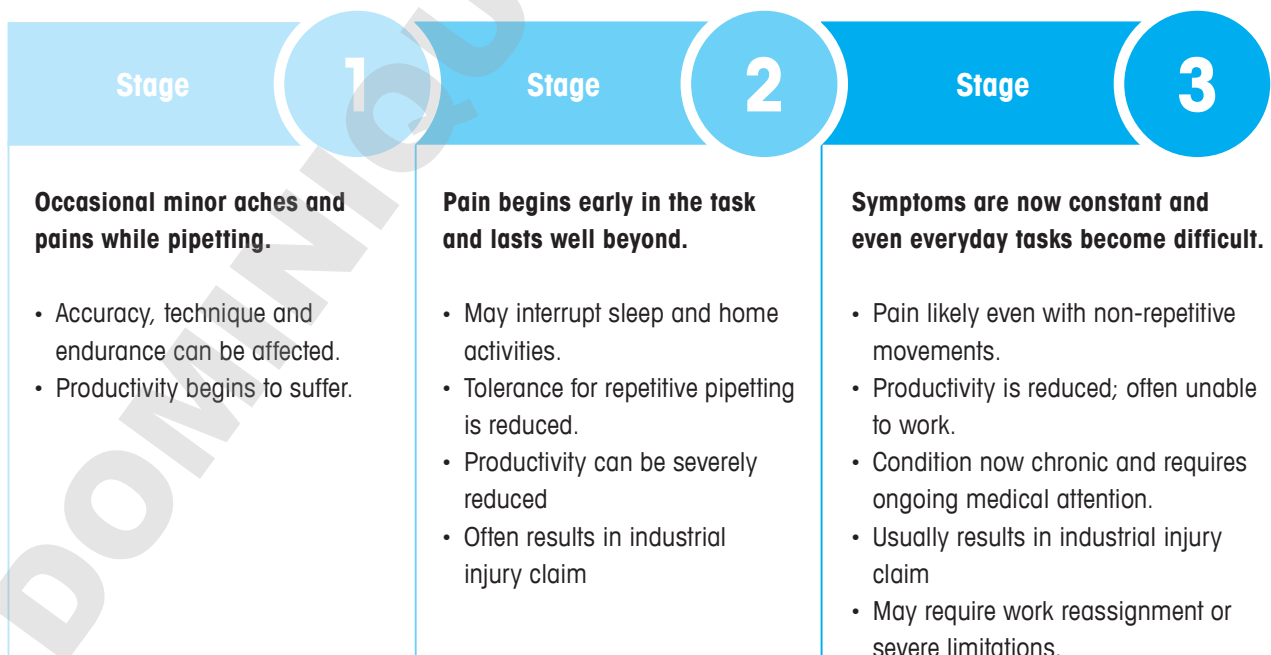 Stage 1
Stage 2
Stage 3
Occasional minor aches and
pains while pipetting.
• Accuracy, technique and
endurance can be affected.
• Productivity begins to suffer.
Pain begins early in the task
and lasts well beyond.
• May interrupt sleep and home
activities.
• Tolerance for repetitive pipetting
is reduced.
• Productivity can be severely
reduced
• Often results in industrial
injury claim
Symptoms are now constant and
even everyday tasks become difficult.
• Pain likely even with non-repetitive
movements.
• Productivity is reduced; often unable
to work.
• Condition now chronic and requires
ongoing medical attention.
• Usually results in industrial injury
claim
• May require work reassignment or
severe limitations.
DOMINIQU